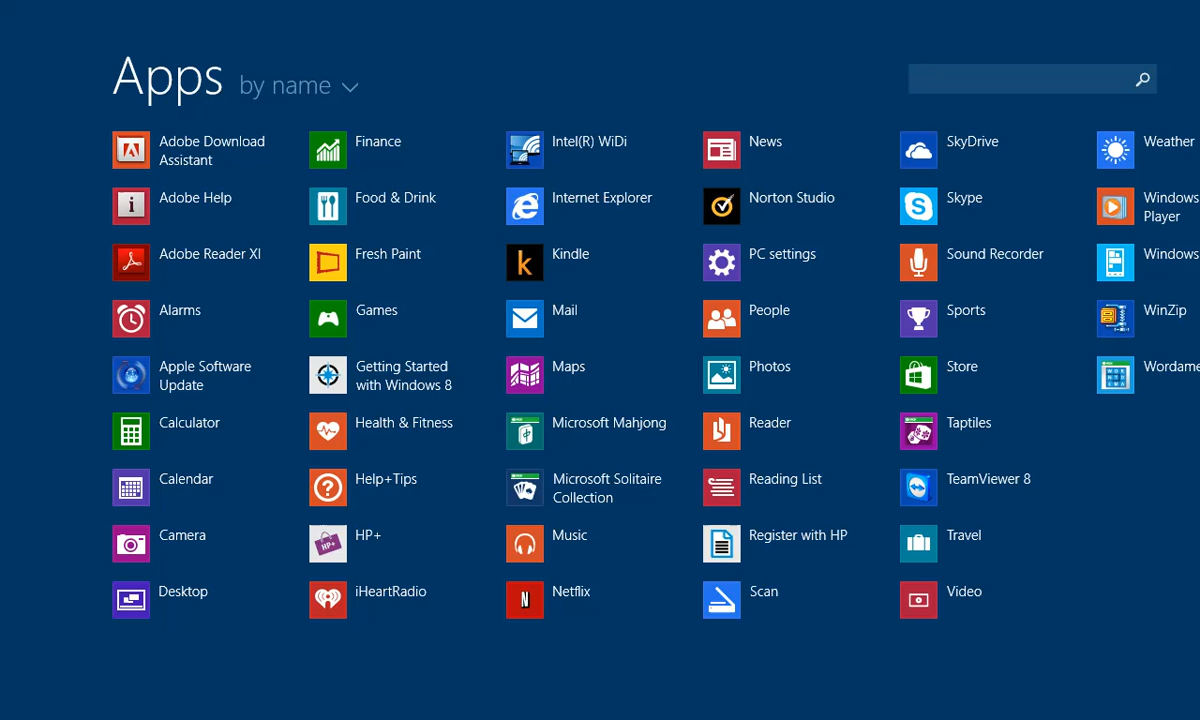 Apps by name
Adobe Download
Assistant
Adobe Help
Adobe Reader XI
Alarms
Apple Software
Update
Calculator
Calendar
Camera
Desktop
Finance
Food & Drink
Fresh Paint
Games
Getting Started
with Windows 8
Health & Fitness
Help+Tips
HP+
HP+
iHeartRadio
Intel(R) WiDi
Internet Explorer
Kindle
Mail
Maps
Microsoft Mahjong
Microsoft Solitaire
Collection
Music
Netflix
News
Norton Studio
PC settings
People
Photos
Reader
Reading List
Register with HP
Scan
SkyDrive
Skype
Sound Recorder
Sports
Store
Taptiles
TeamViewer 8
Travel
Video
Weather
Windows
Player
Windows
WinZip
Wordame